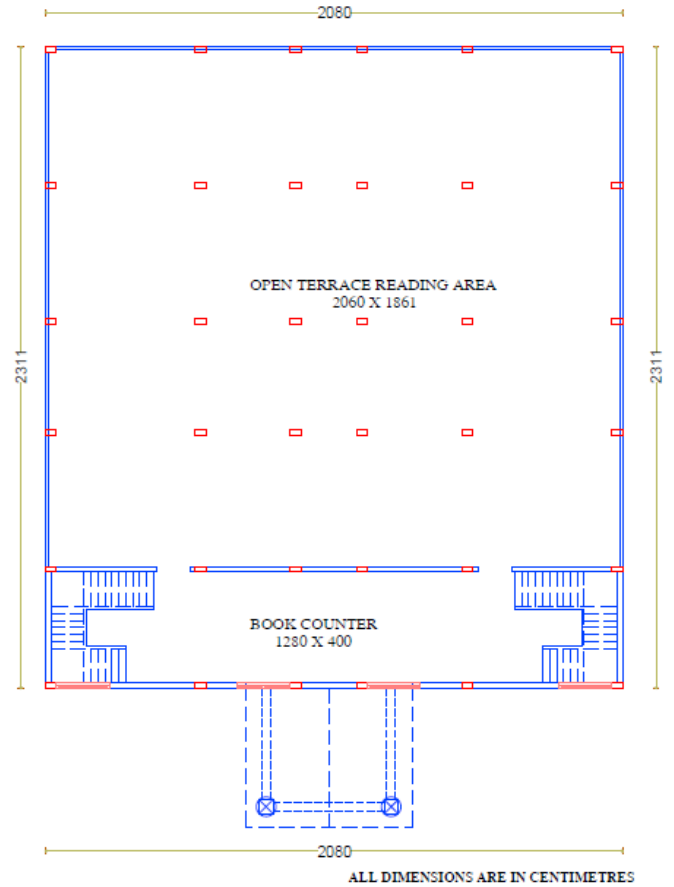 2080
2311
2311
OPEN TERRACE READING AREA
2060 X 1861
BOOK COUNTER
1280 X 400
2080
ALL DIMENSIONS ARE IN CENTIMETRES